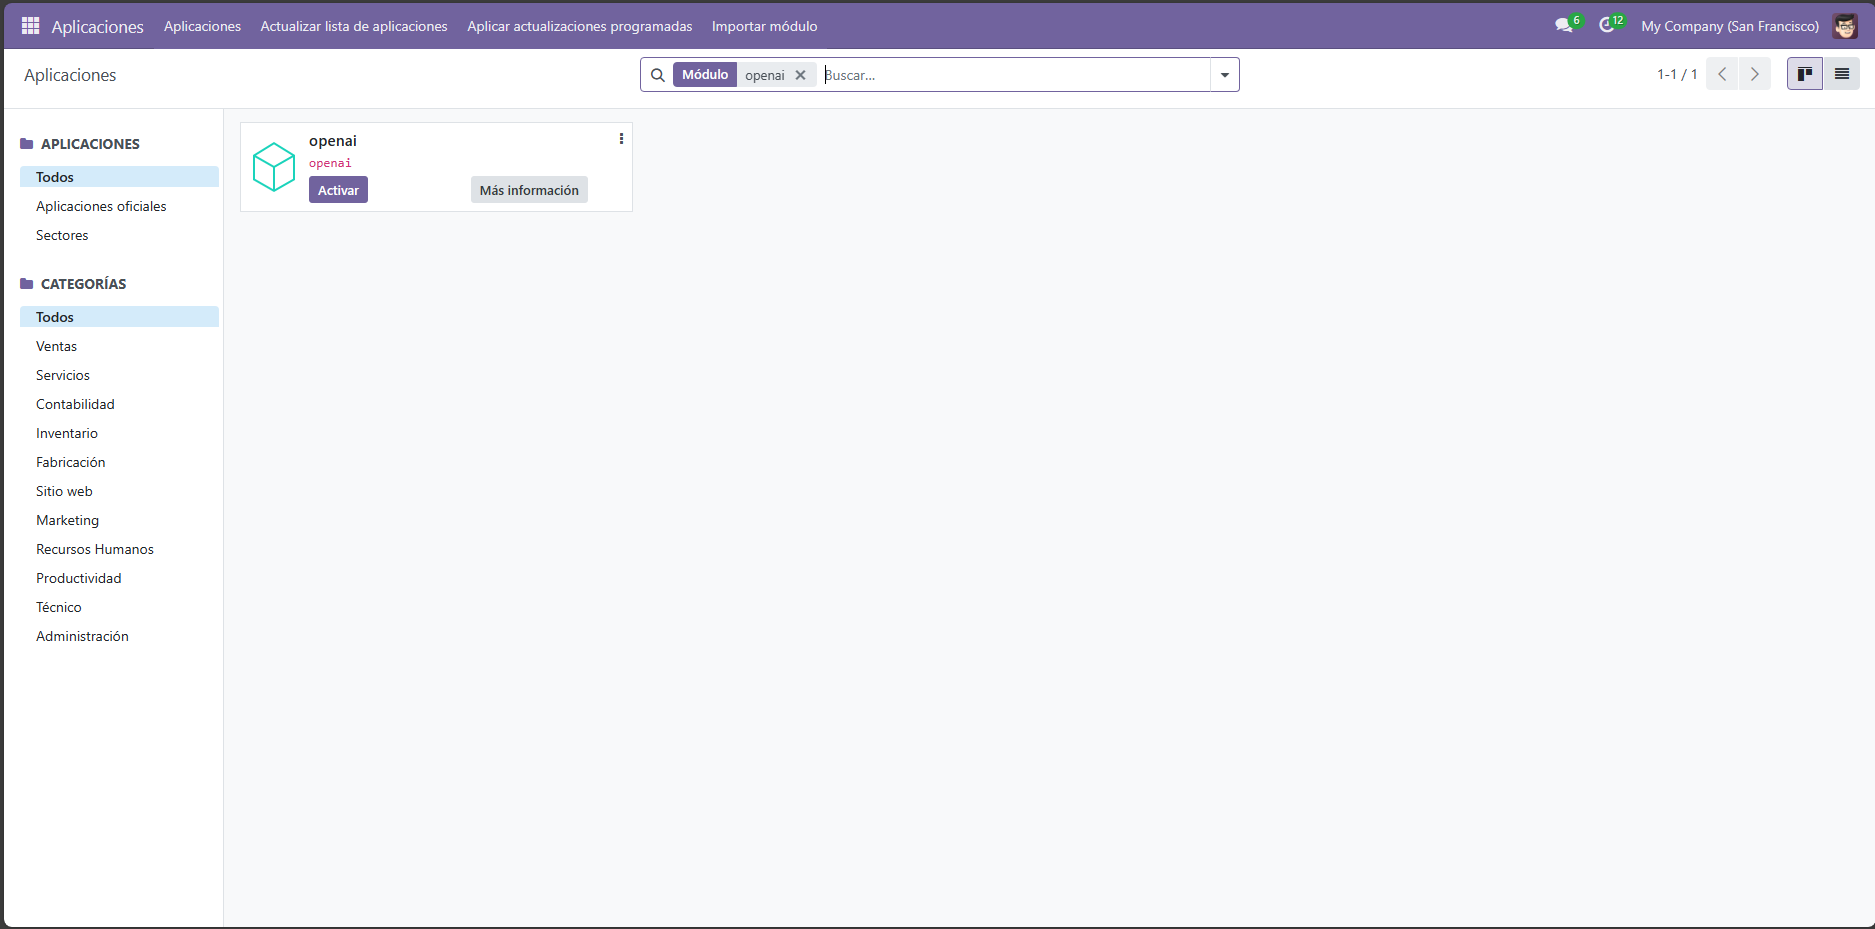 Aplicaciones Aplicaciones Actualizar lista de aplicaciones Aplicar actualizaciones programadas Importar módulo 6 12 My Company (San Francisco)
Aplicaciones Módulo openai Buscar... 1-1 / 1
APLICACIONES
Todos
Aplicaciones oficiales
Sectores
CATEGORÍAS
Todos
Ventas
Servicios
Contabilidad
Inventario
Fabricación
Sitio web
Marketing
Recursos Humanos
Productividad
Técnico
Administración
openai
openai
Activar Más información